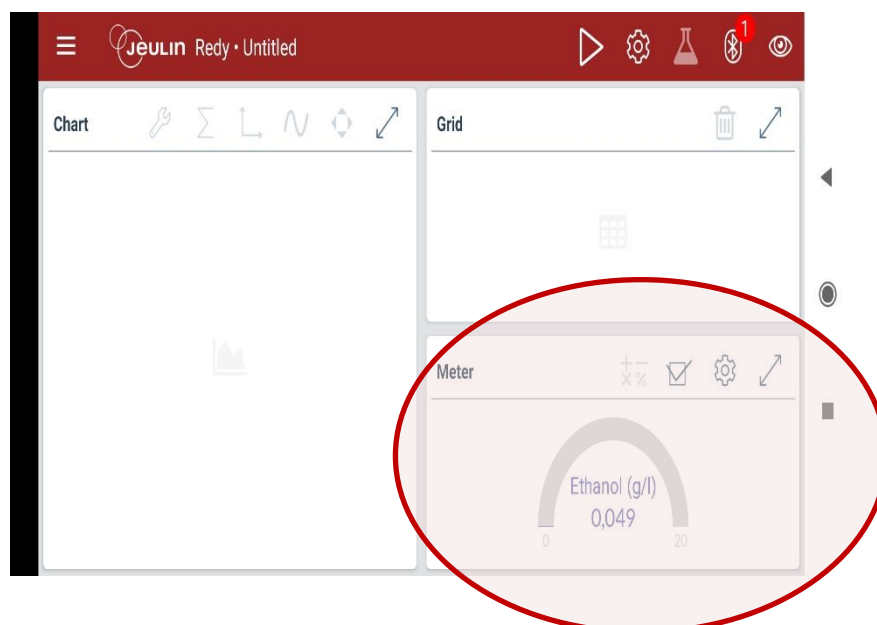 Jeulin Redy • Untitled
1
Chart
Grid
Meter
Ethanol (g/l)
0,049
0
20